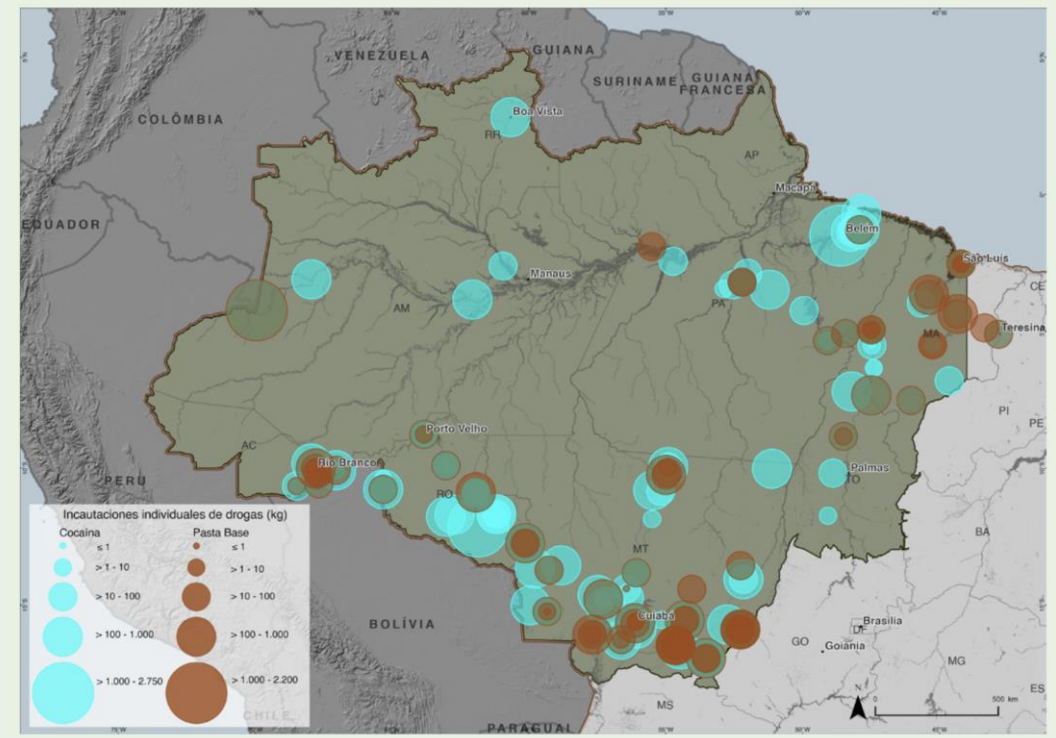 VENEZUELA
GUIANA
SURINAME
GUIANA
FRANCESA
COLÔMBIA
Boa Vista
RR
AP
Macapá
EQUADOR
Belém
São Luis
CE
Manaus
PA
AM
Teresina
MA
PI
PE
Porto Velho
AC
Rio Branco
PERU
RO
Palmas
TO
BA
MT
Incautaciones individuales de drogas (kg)
Cocaína
Pasta Base
≤ 1
≤ 1
> 1 - 10
> 1 - 10
> 10 - 100
> 10 - 100
> 100 - 1.000
> 100 - 1.000
> 1.000 - 2.750
> 1.000 - 2.200
BOLÍVIA
Cuiabá
Brasília
DF
GO
Goiânia
MG
ES
MS
N
0
500 km
CHILE
PARAGUAI